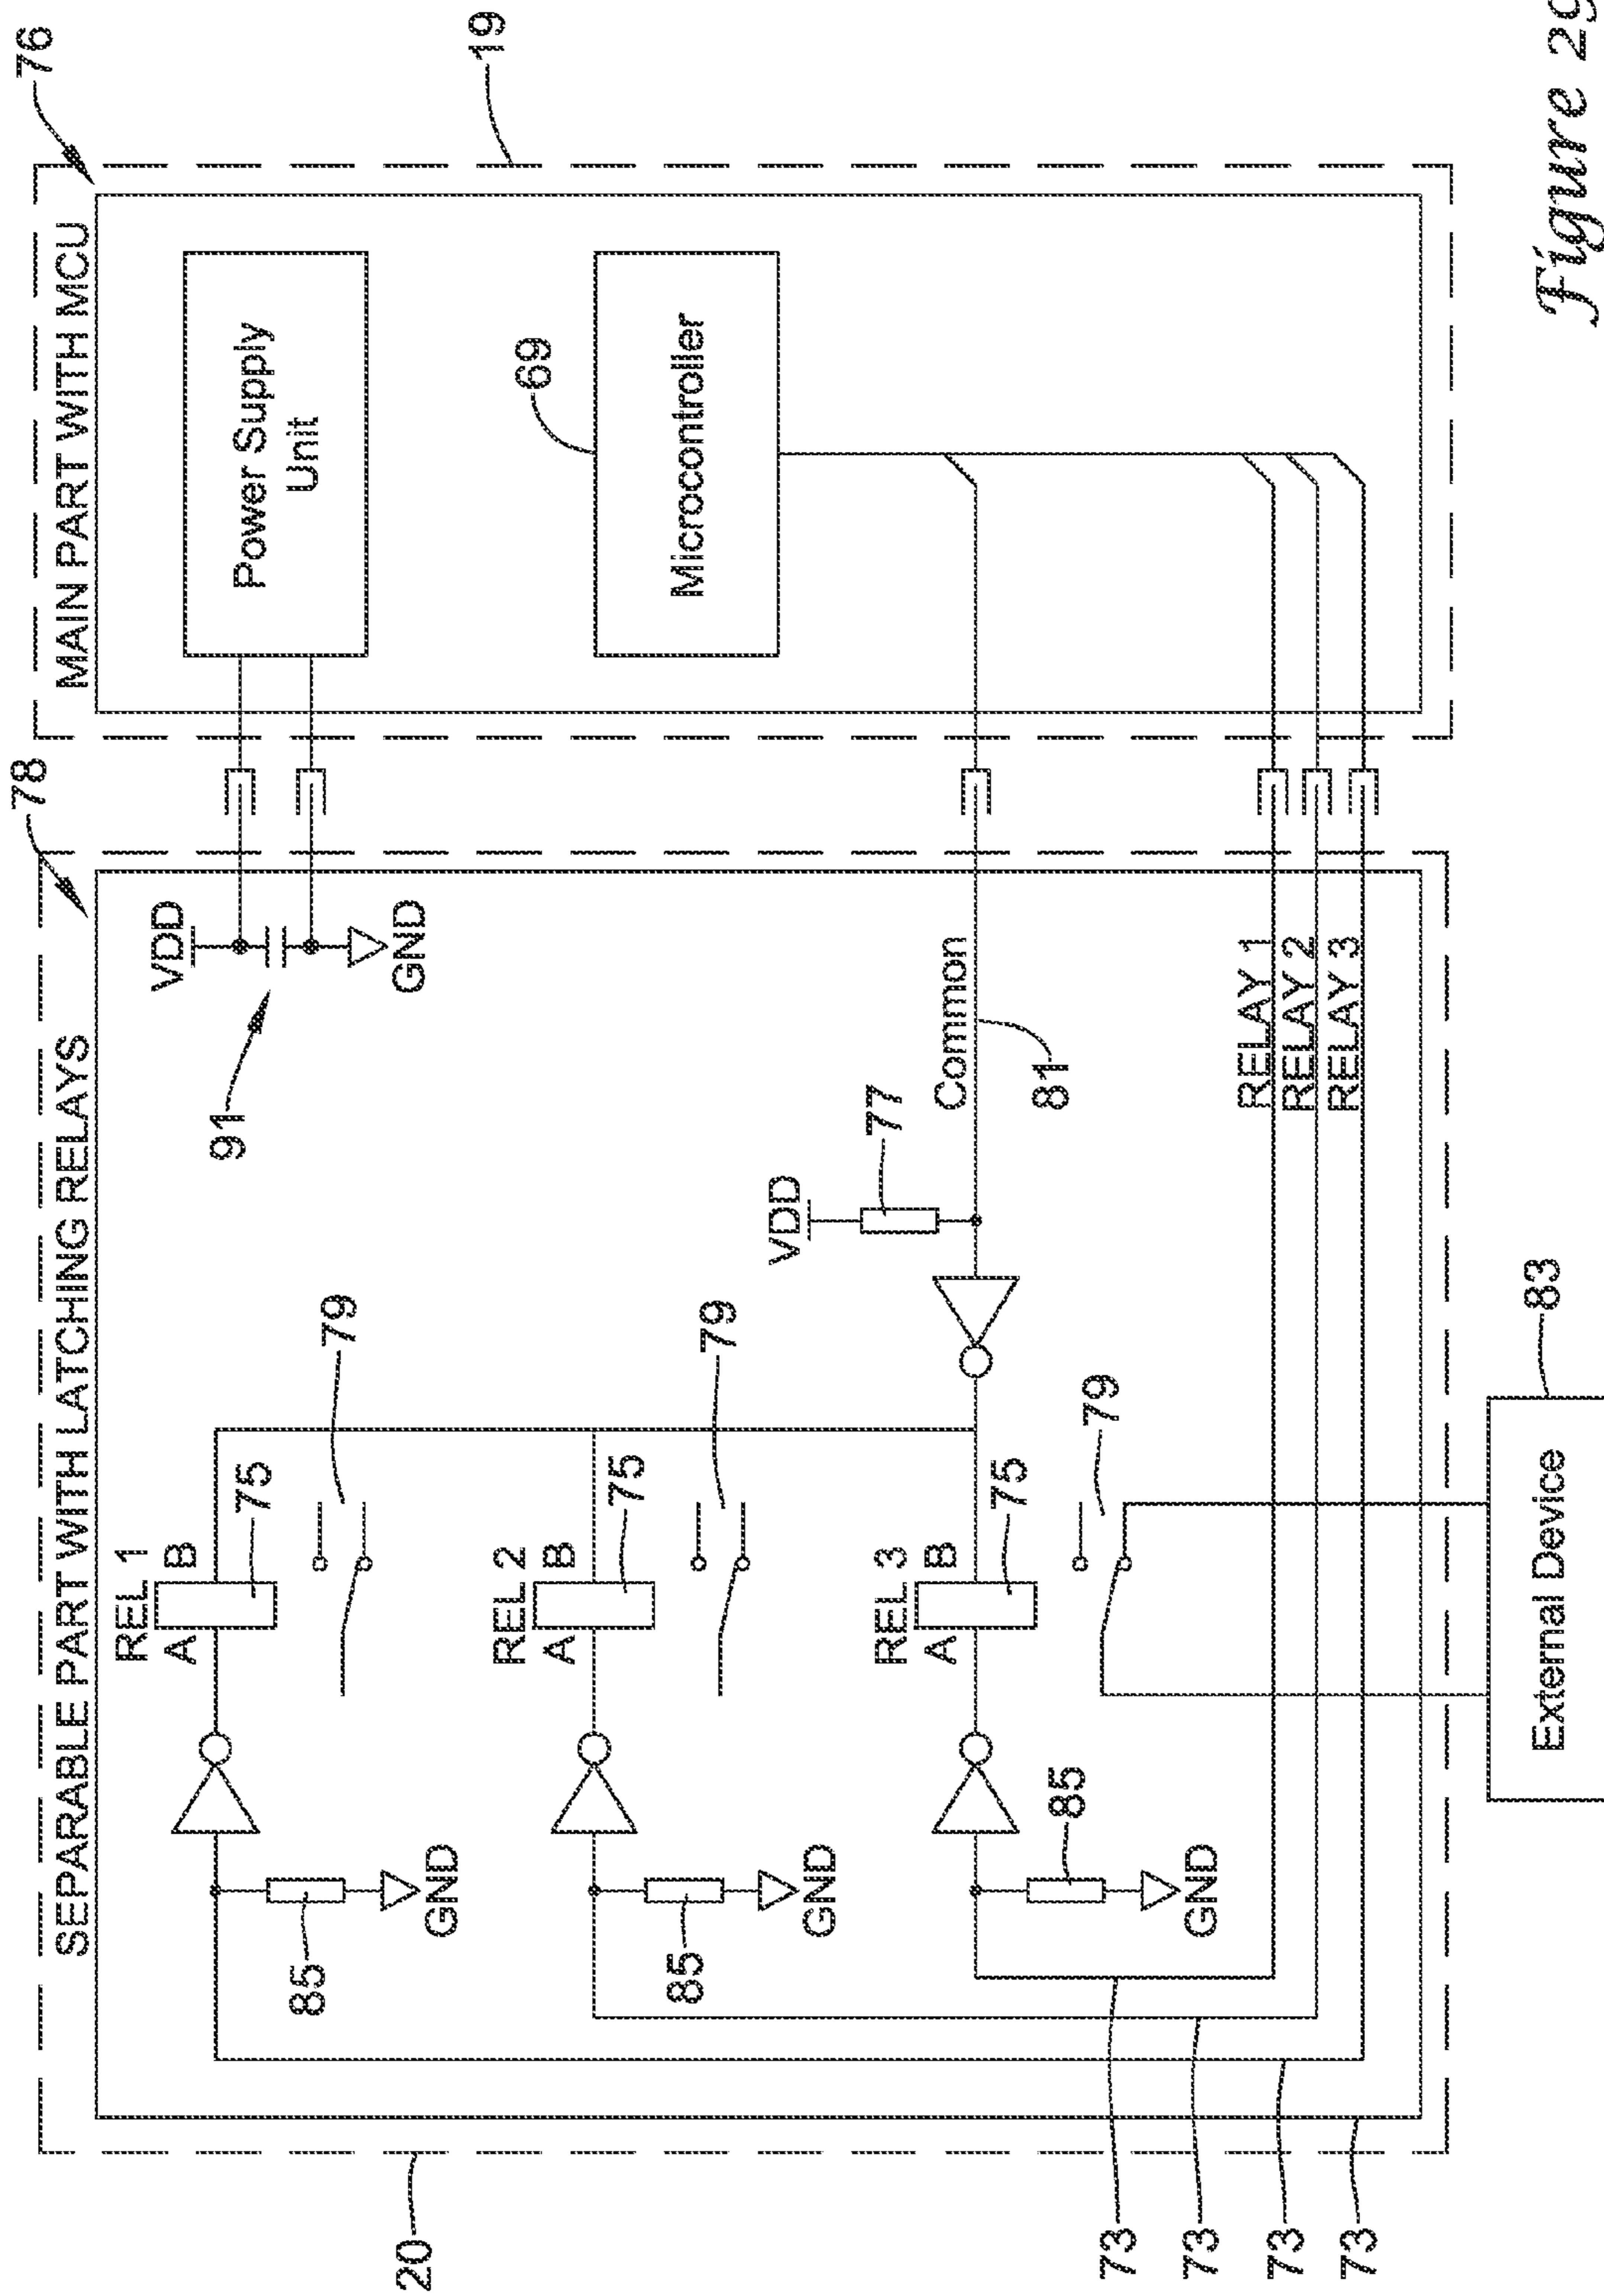 SEPARABLE PART WITH LATCHING RELAYS
78
MAIN PART WITH MCU
76
19
20
REL 1
A
B
75
79
85
GND
91
VDD
GND
Power Supply
Unit
REL 2
A
B
75
79
85
GND
69
Microcontroller
REL 3
A
B
75
79
85
GND
VDD
77
Common
81
RELAY 1
RELAY 2
RELAY 3
73
73
73
73
External Device
83
Figure 29